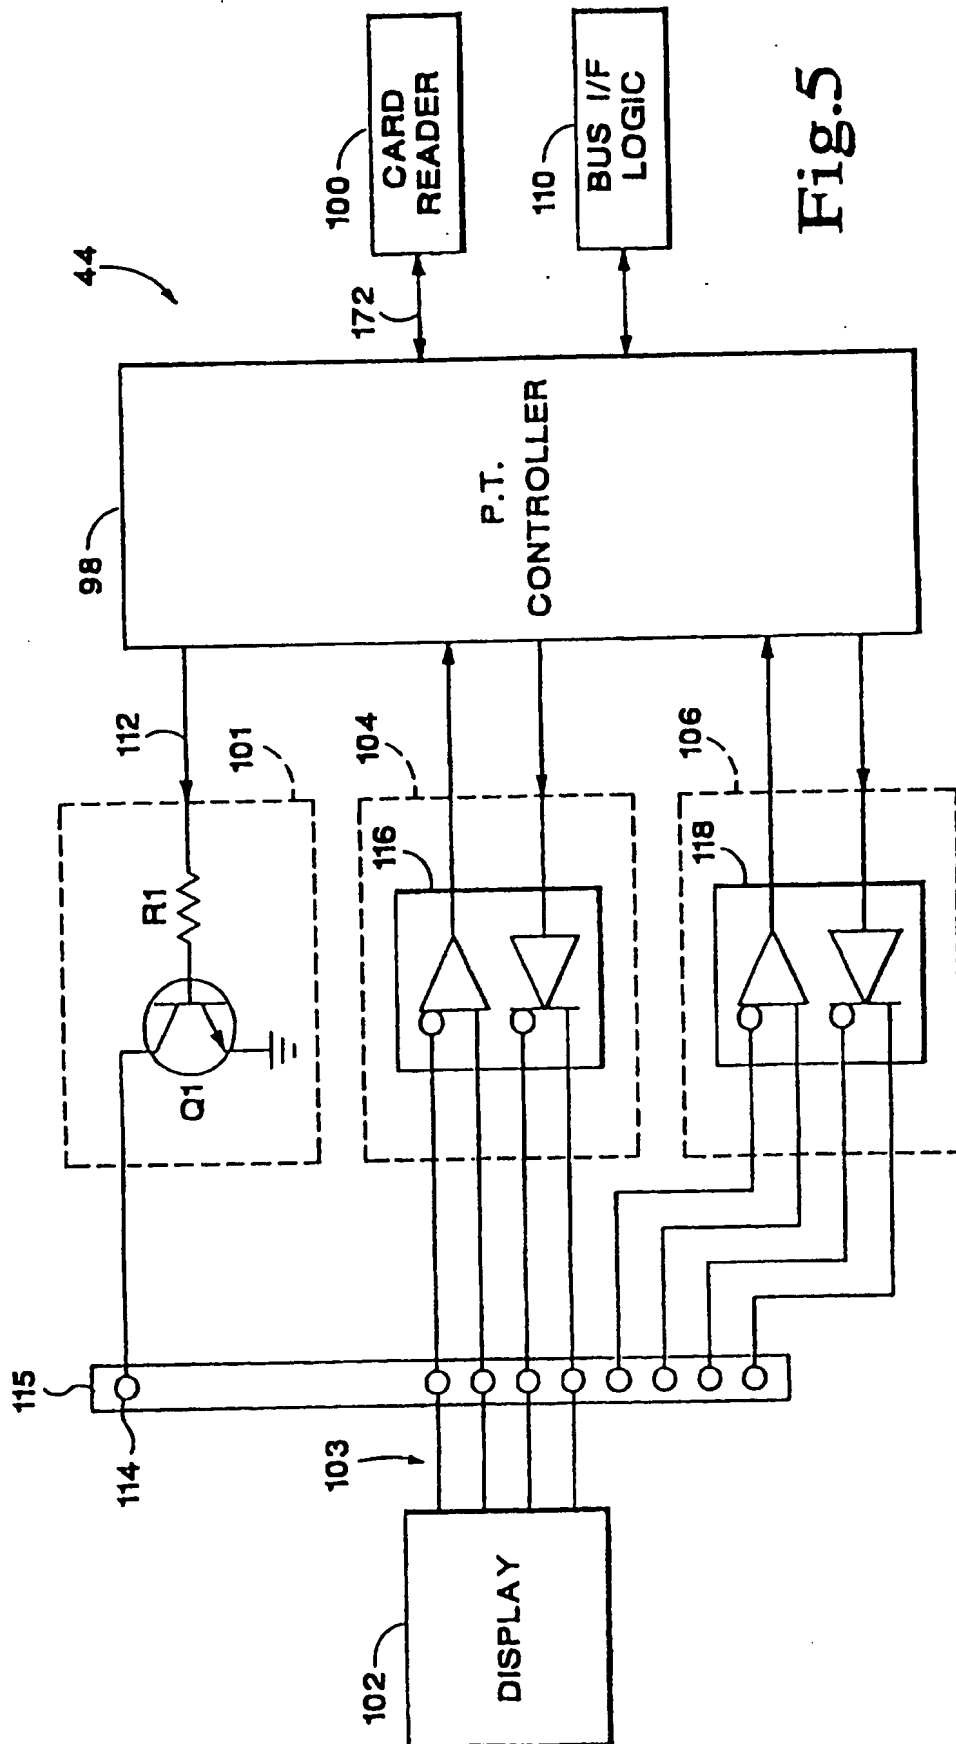 44
100
CARD
READER
172
110
BUS I/F
LOGIC
98
P.T.
CONTROLLER
112
101
R1
Q1
104
116
106
118
115
114
103
102
DISPLAY
Fig.5